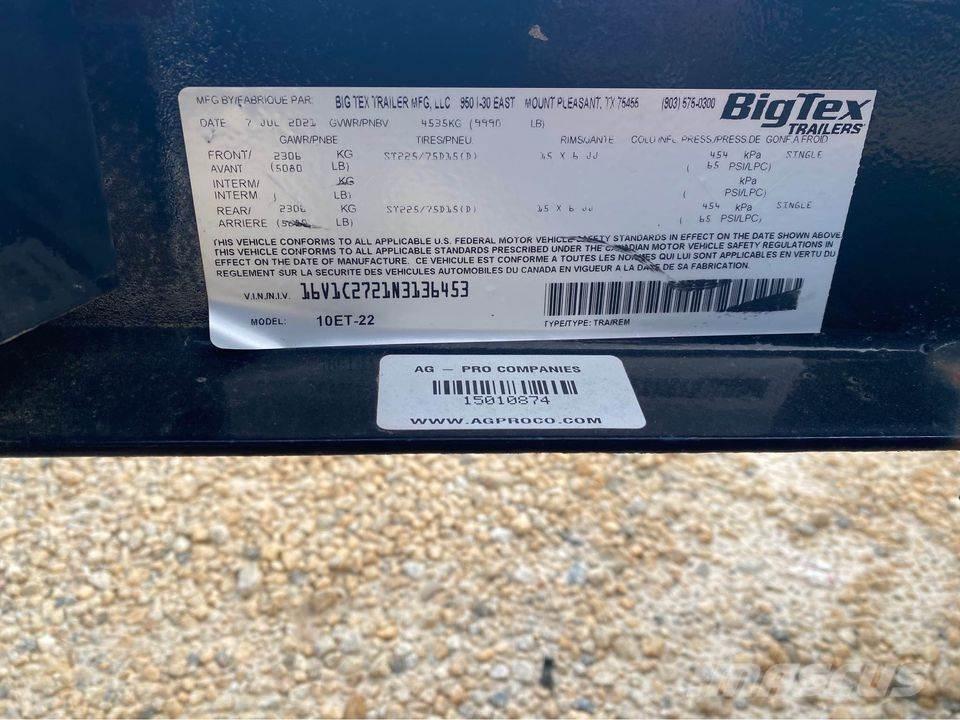 MFG BY/FABRIQUE PAR: BIG TEX TRAILER MFG, LLC 950 I-30 EAST MOUNT PLEASANT, TX 75455 (903) 575-0300
BigTex
TRAILERS
DATE 7 JUL 2021 GVWR/PNBV 4535KG (9990 LB)
GAWR/PNBE TIRES/PNEU RIMS/JANTE COLD INFL. PRESS/PRESS DE GONF A FROID
FRONT/ 2306 KG ST225/75D15(D) 15 X 6 JJ 454 kPa SINGLE
AVANT (5080 LB) ( 65 PSI/LPC)
INTERM/ KG kPa
INTERM ( LB) ( PSI/LPC)
REAR/ 2306 KG ST225/75D15(D) 15 X 6 JJ 454 kPa SINGLE
ARRIERE (5080 LB) ( 65 PSI/LPC)
THIS VEHICLE CONFORMS TO ALL APPLICABLE U.S. FEDERAL MOTOR VEHICLE SAFETY STANDARDS IN EFFECT ON THE DATE SHOWN ABOVE
THIS VEHICLE CONFORMS TO ALL APPLICABLE STANDARDS PRESCRIBED UNDER THE CANADIAN MOTOR VEHICLE SAFETY REGULATIONS IN
EFFECT ON THE DATE OF MANUFACTURE. CE VEHICULE EST CONFORME A TOUTES LES NORMES QUI LUI SONT APPLICABLES EN VERTU DU
REGLEMENT SUR LA SECURITE DES VEHICULES AUTOMOBILES DU CANADA EN VIGUEUR A LA DATE DE SA FABRICATION.
V.I.N./N.I.V. 16V1C2721N3136453
MODEL: 10ET-22 TYPE/TYPE: TRA/REM
AG - PRO COMPANIES
15010874
WWW.AGPROCO.COM
MASCUS